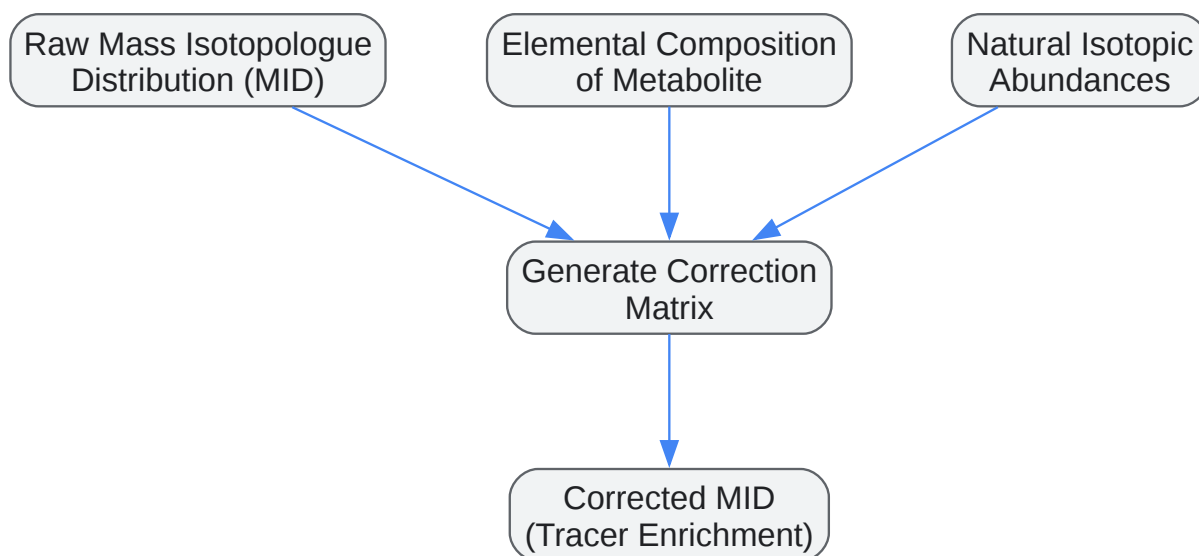 Raw Mass Isotopologue
Distribution (MID)
Elemental Composition
of Metabolite
Natural Isotopic
Abundances
Generate Correction
Matrix
Corrected MID
(Tracer Enrichment)